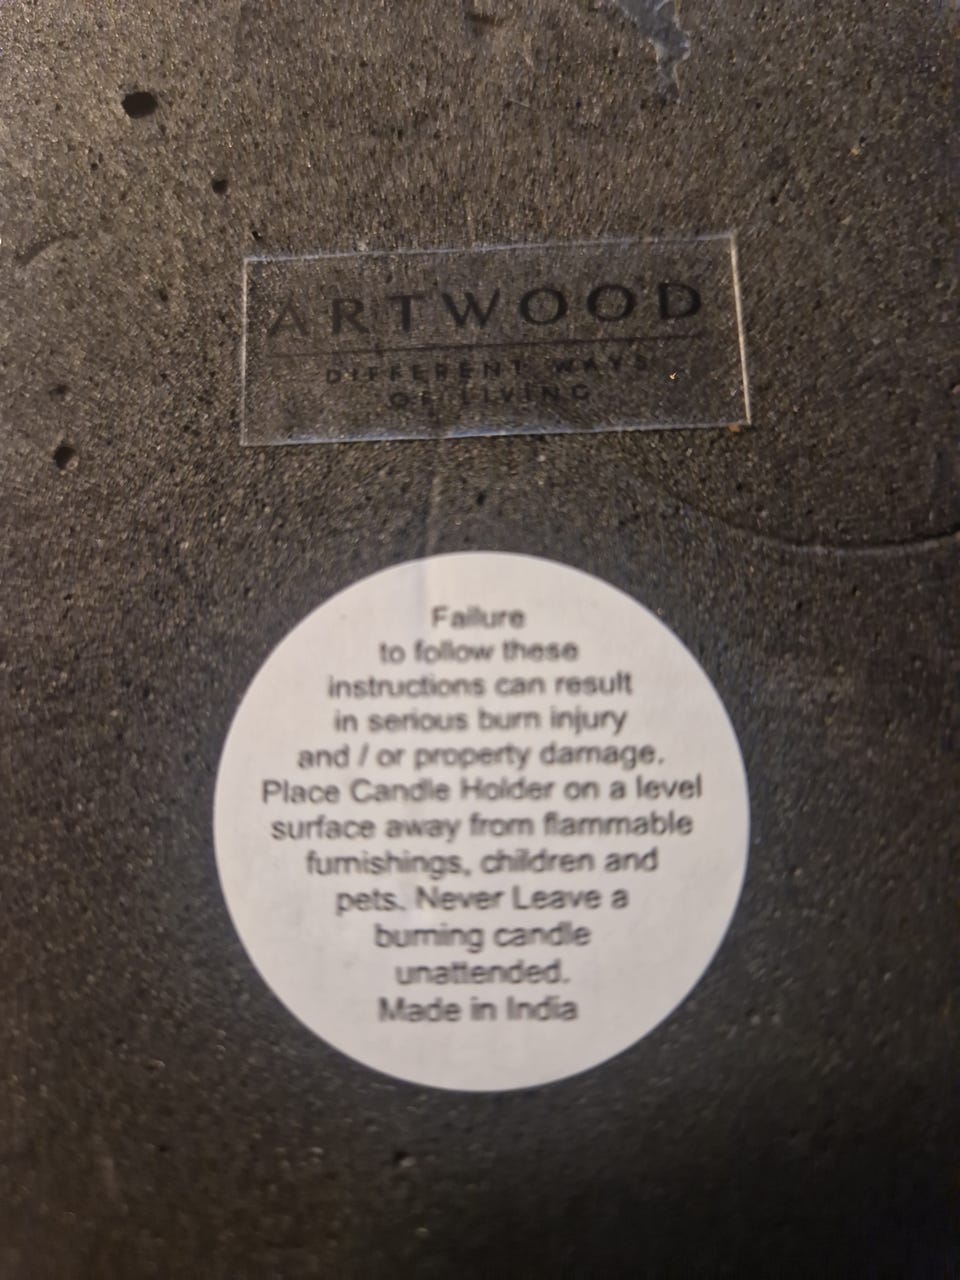 ARTWOOD
DIFFERENT WAYS
OF LIVING
Failure
to follow these
instructions can result
in serious burn injury
and / or property damage.
Place Candle Holder on a level
surface away from flammable
furnishings, children and
pets. Never Leave a
burning candle
unattended.
Made in India